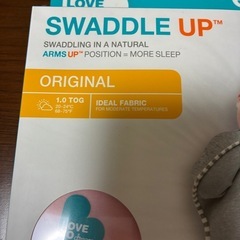 LOVE
SWADDLE UP™
SWADDLING IN A NATURAL
ARMS UP™ POSITION = MORE SLEEP
ORIGINAL
1.0 TOG
IDEAL FABRIC
FOR MODERATE TEMPERATURES
LOVE